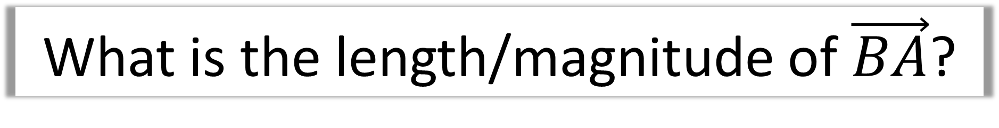 What is the length/magnitude of $\overrightarrow{BA}$?